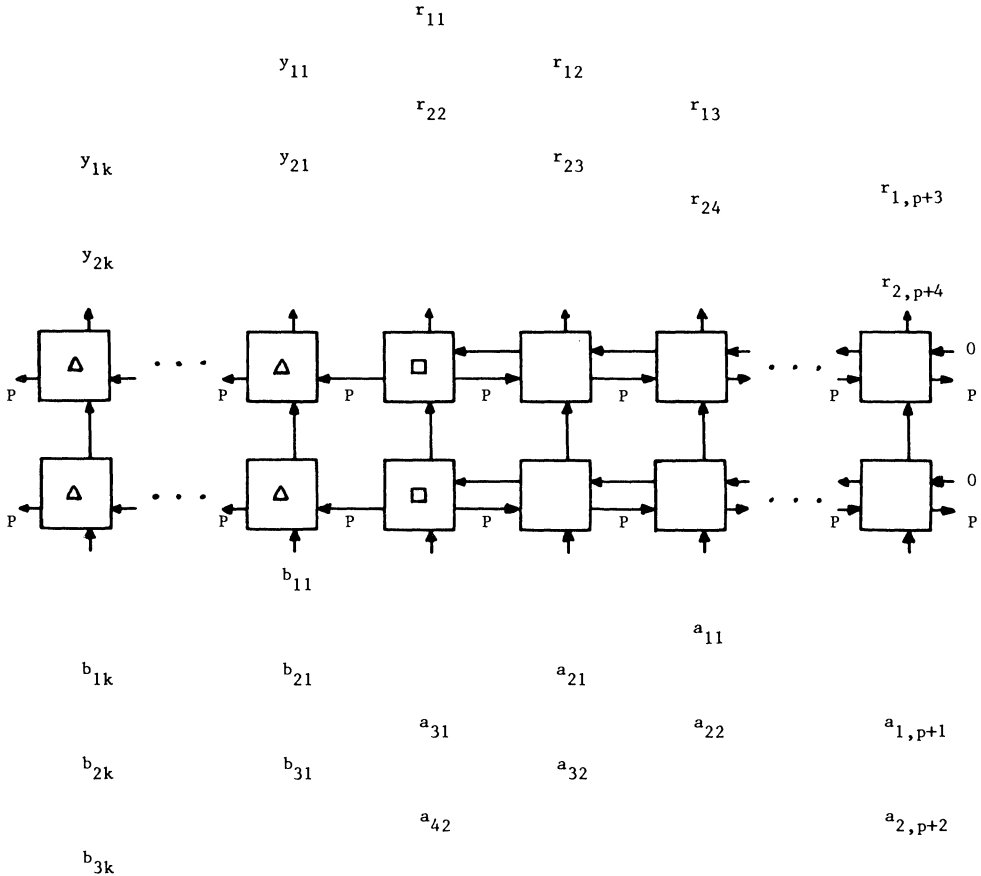 r11
y11 r12
r22 r13
y1k y21 r23
r1,p+3
r24
y2k
r2,p+4
Δ . . . Δ □ . . . 0
P P P P P P P
Δ . . . Δ □ . . . 0
P P P P P P P
b11
a11
b1k b21 a21
a31 a22 a1,p+1
b2k b31 a32
a42 a2,p+2
b3k